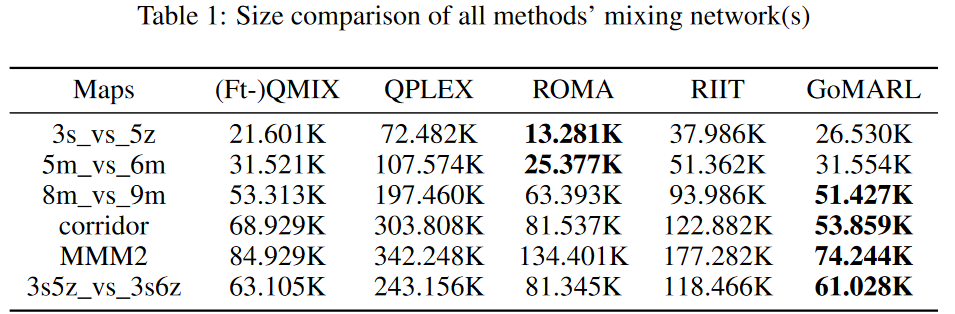 Table 1: Size comparison of all methods’ mixing network(s)
Maps (Ft-)QMIX QPLEX ROMA RIIT GoMARL
3s_vs_5z 21.601K 72.482K 13.281K 37.986K 26.530K
5m_vs_6m 31.521K 107.574K 25.377K 51.362K 31.554K
8m_vs_9m 53.313K 197.460K 63.393K 93.986K 51.427K
corridor 68.929K 303.808K 81.537K 122.882K 53.859K
MMM2 84.929K 342.248K 134.401K 177.282K 74.244K
3s5z_vs_3s6z 63.105K 243.156K 81.345K 118.466K 61.028K